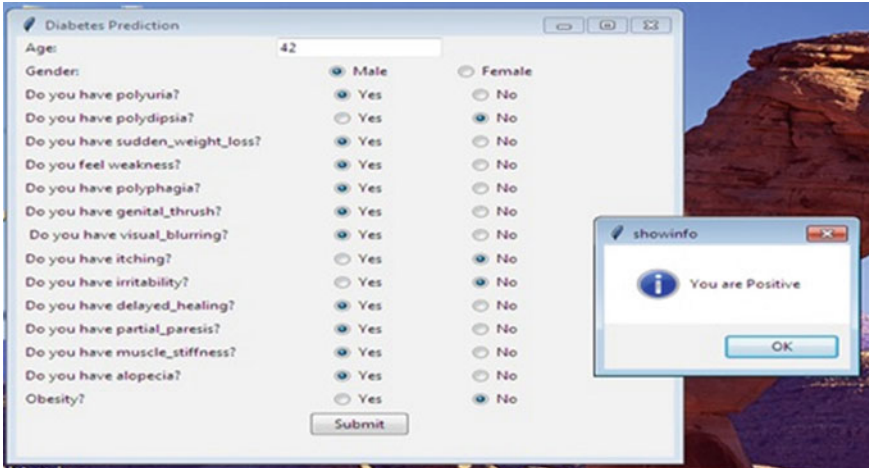 Diabetes Prediction
Age: 42
Gender: Male Female
Do you have polyuria? Yes No
Do you have polydipsia? Yes No
Do you have sudden_weight_loss? Yes No
Do you feel weakness? Yes No
Do you have polyphagia? Yes No
Do you have genital_thrush? Yes No
Do you have visual_blurring? Yes No
Do you have itching? Yes No
Do you have irritability? Yes No
Do you have delayed_healing? Yes No
Do you have partial_paresis? Yes No
Do you have muscle_stiffness? Yes No
Do you have alopecia? Yes No
Obesity? Yes No
Submit
showinfo
You are Positive
OK